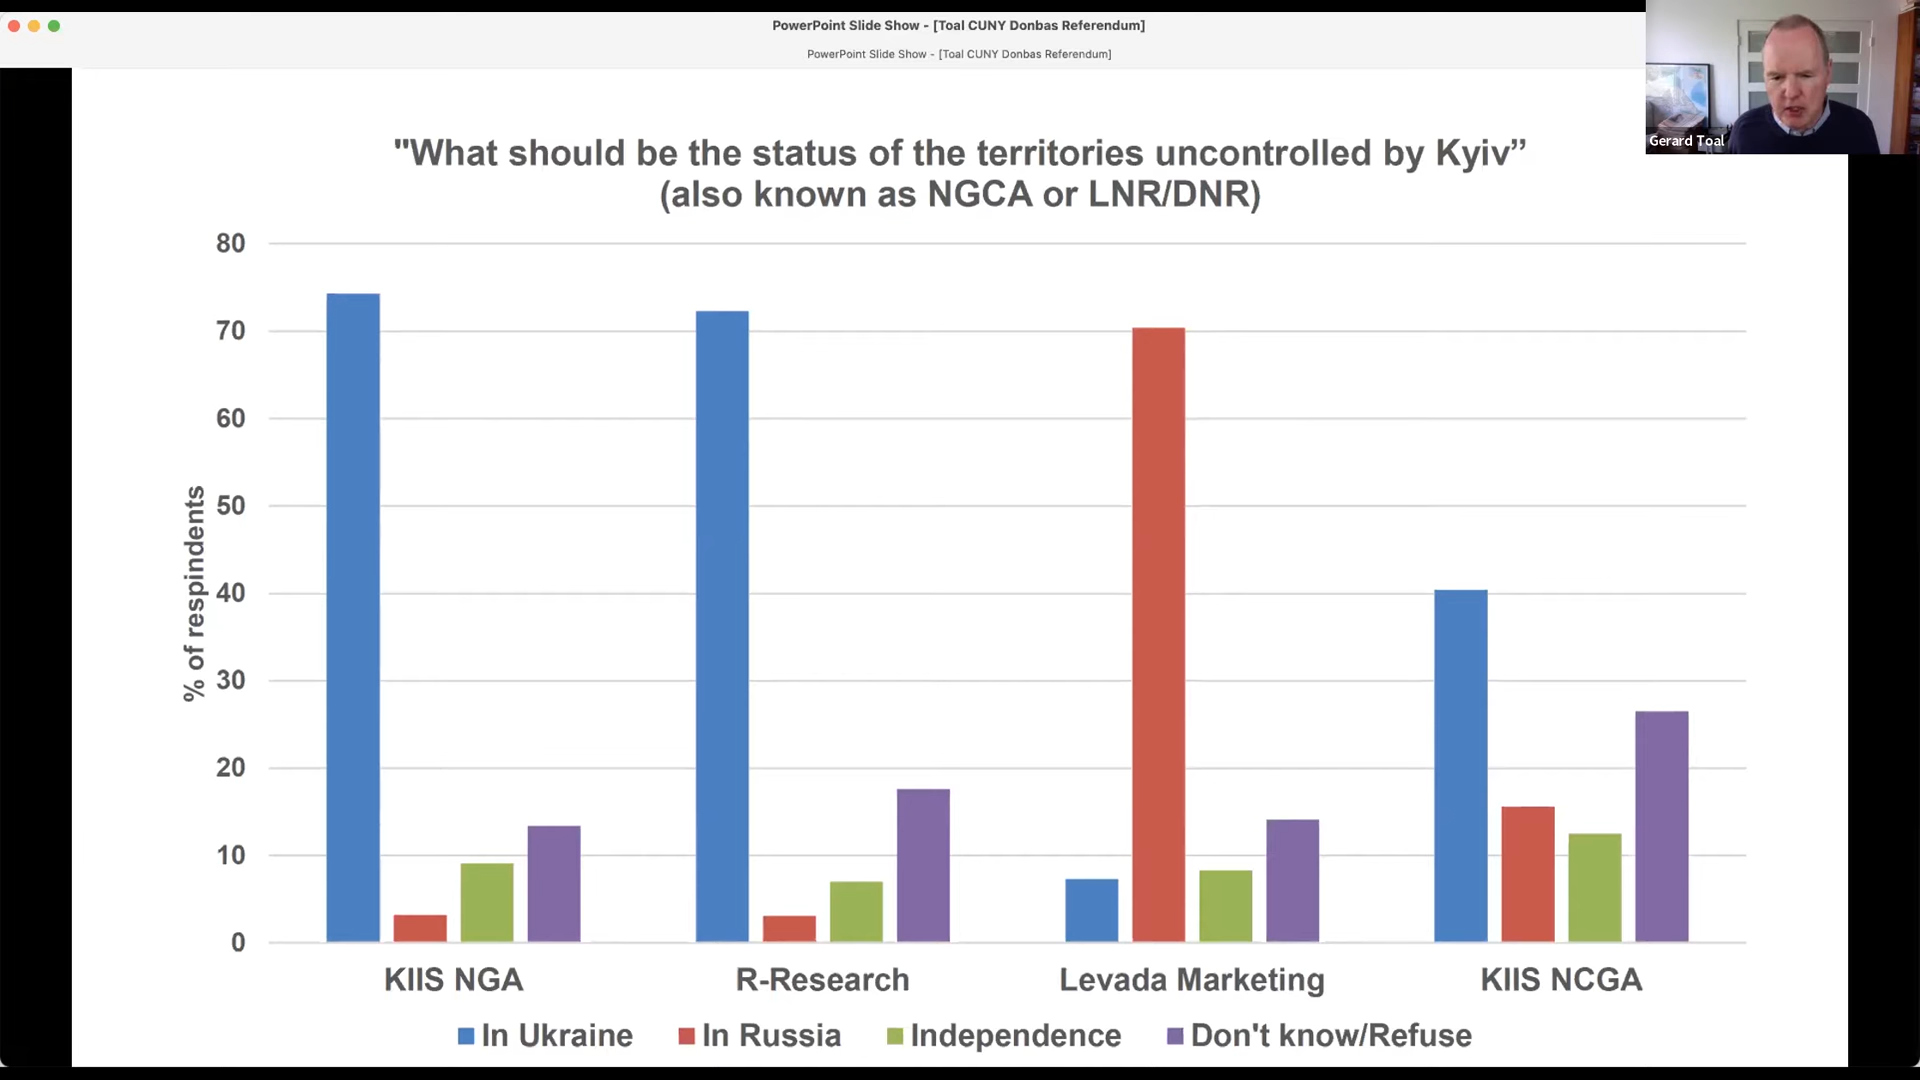 PowerPoint Slide Show - [Toal CUNY Donbas Referendum]
PowerPoint Slide Show - [Toal CUNY Donbas Referendum]
Gerard Toal
"What should be the status of the territories uncontrolled by Kyiv”
(also known as NGCA or LNR/DNR)
% of respindents
80
70
60
50
40
30
20
10
0
KIIS NGA R-Research Levada Marketing KIIS NCGA
In Ukraine In Russia Independence Don't know/Refuse